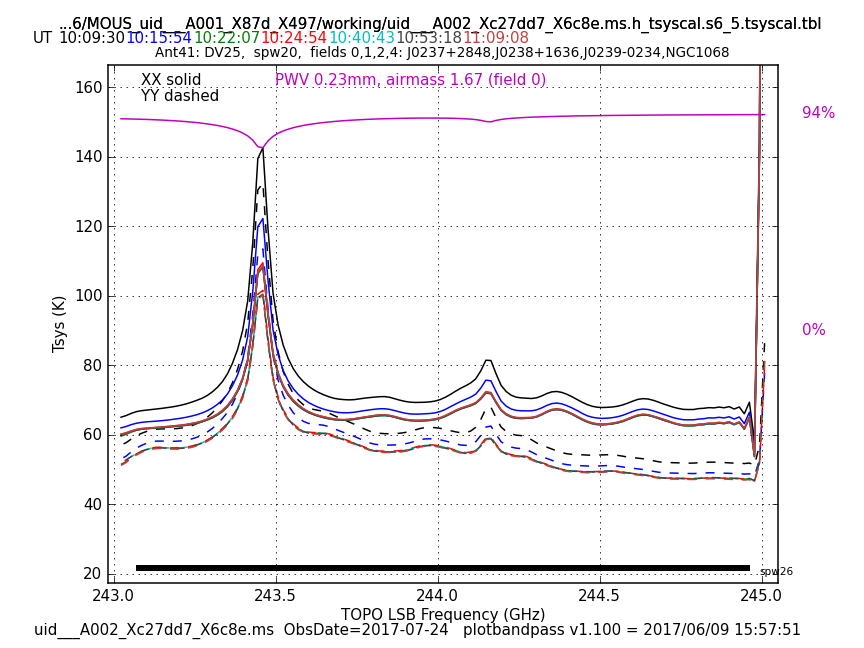 ...6/MOUS_uid___A001_X87d_X497/working/uid___A002_Xc27dd7_X6c8e.ms.h_tsyscal.s6_5.tsyscal.tbl
UT 10:09:30 10:15:54 10:22:07 10:24:54 10:40:43 10:53:18 11:09:08
Ant41: DV25, spw20, fields 0,1,2,4: J0237+2848,J0238+1636,J0239-0234,NGC1068
XX solid
PWV 0.23mm, airmass 1.67 (field 0)
YY dashed
94%
0%
160
140
120
100
80
60
40
20
Tsys (K)
spw26
243.0 243.5 244.0 244.5 245.0
TOPO LSB Frequency (GHz)
uid___A002_Xc27dd7_X6c8e.ms ObsDate=2017-07-24 plotbandpass v1.100 = 2017/06/09 15:57:51